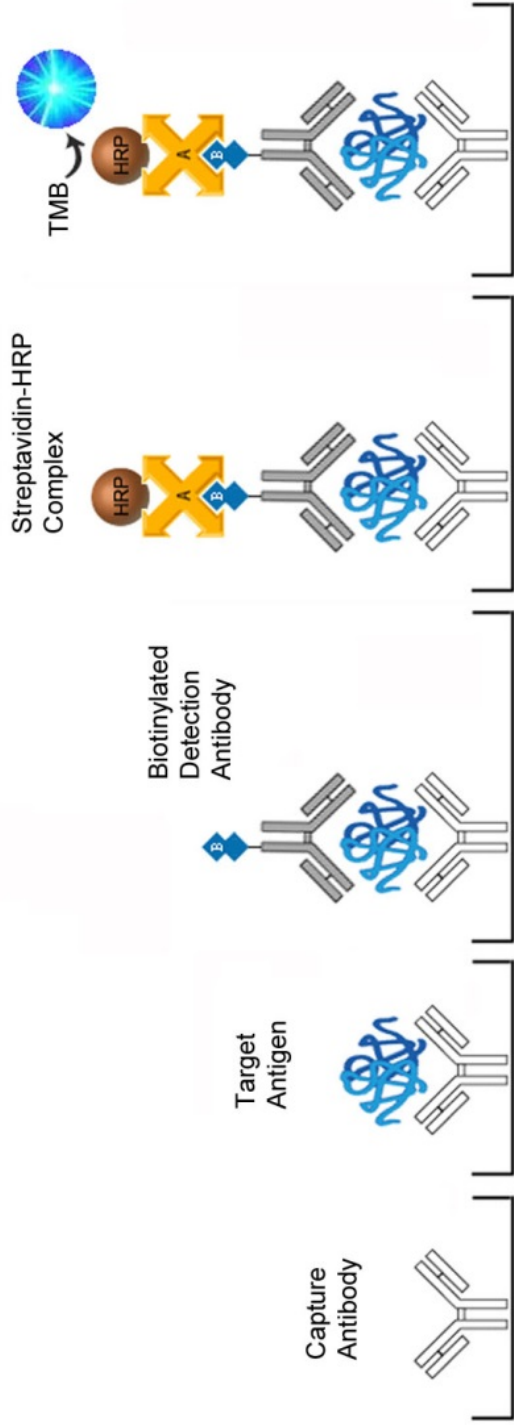 Capture
Antibody
Target
Antigen
B
Biotinylated
Detection
Antibody
Streptavidin-HRP
Complex
HRP
A
B
TMB
HRP
A
B